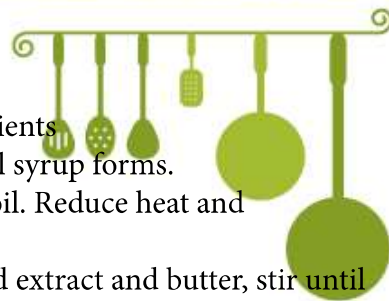 ients
l syrup forms.
oil. Reduce heat and
d extract and butter, stir until